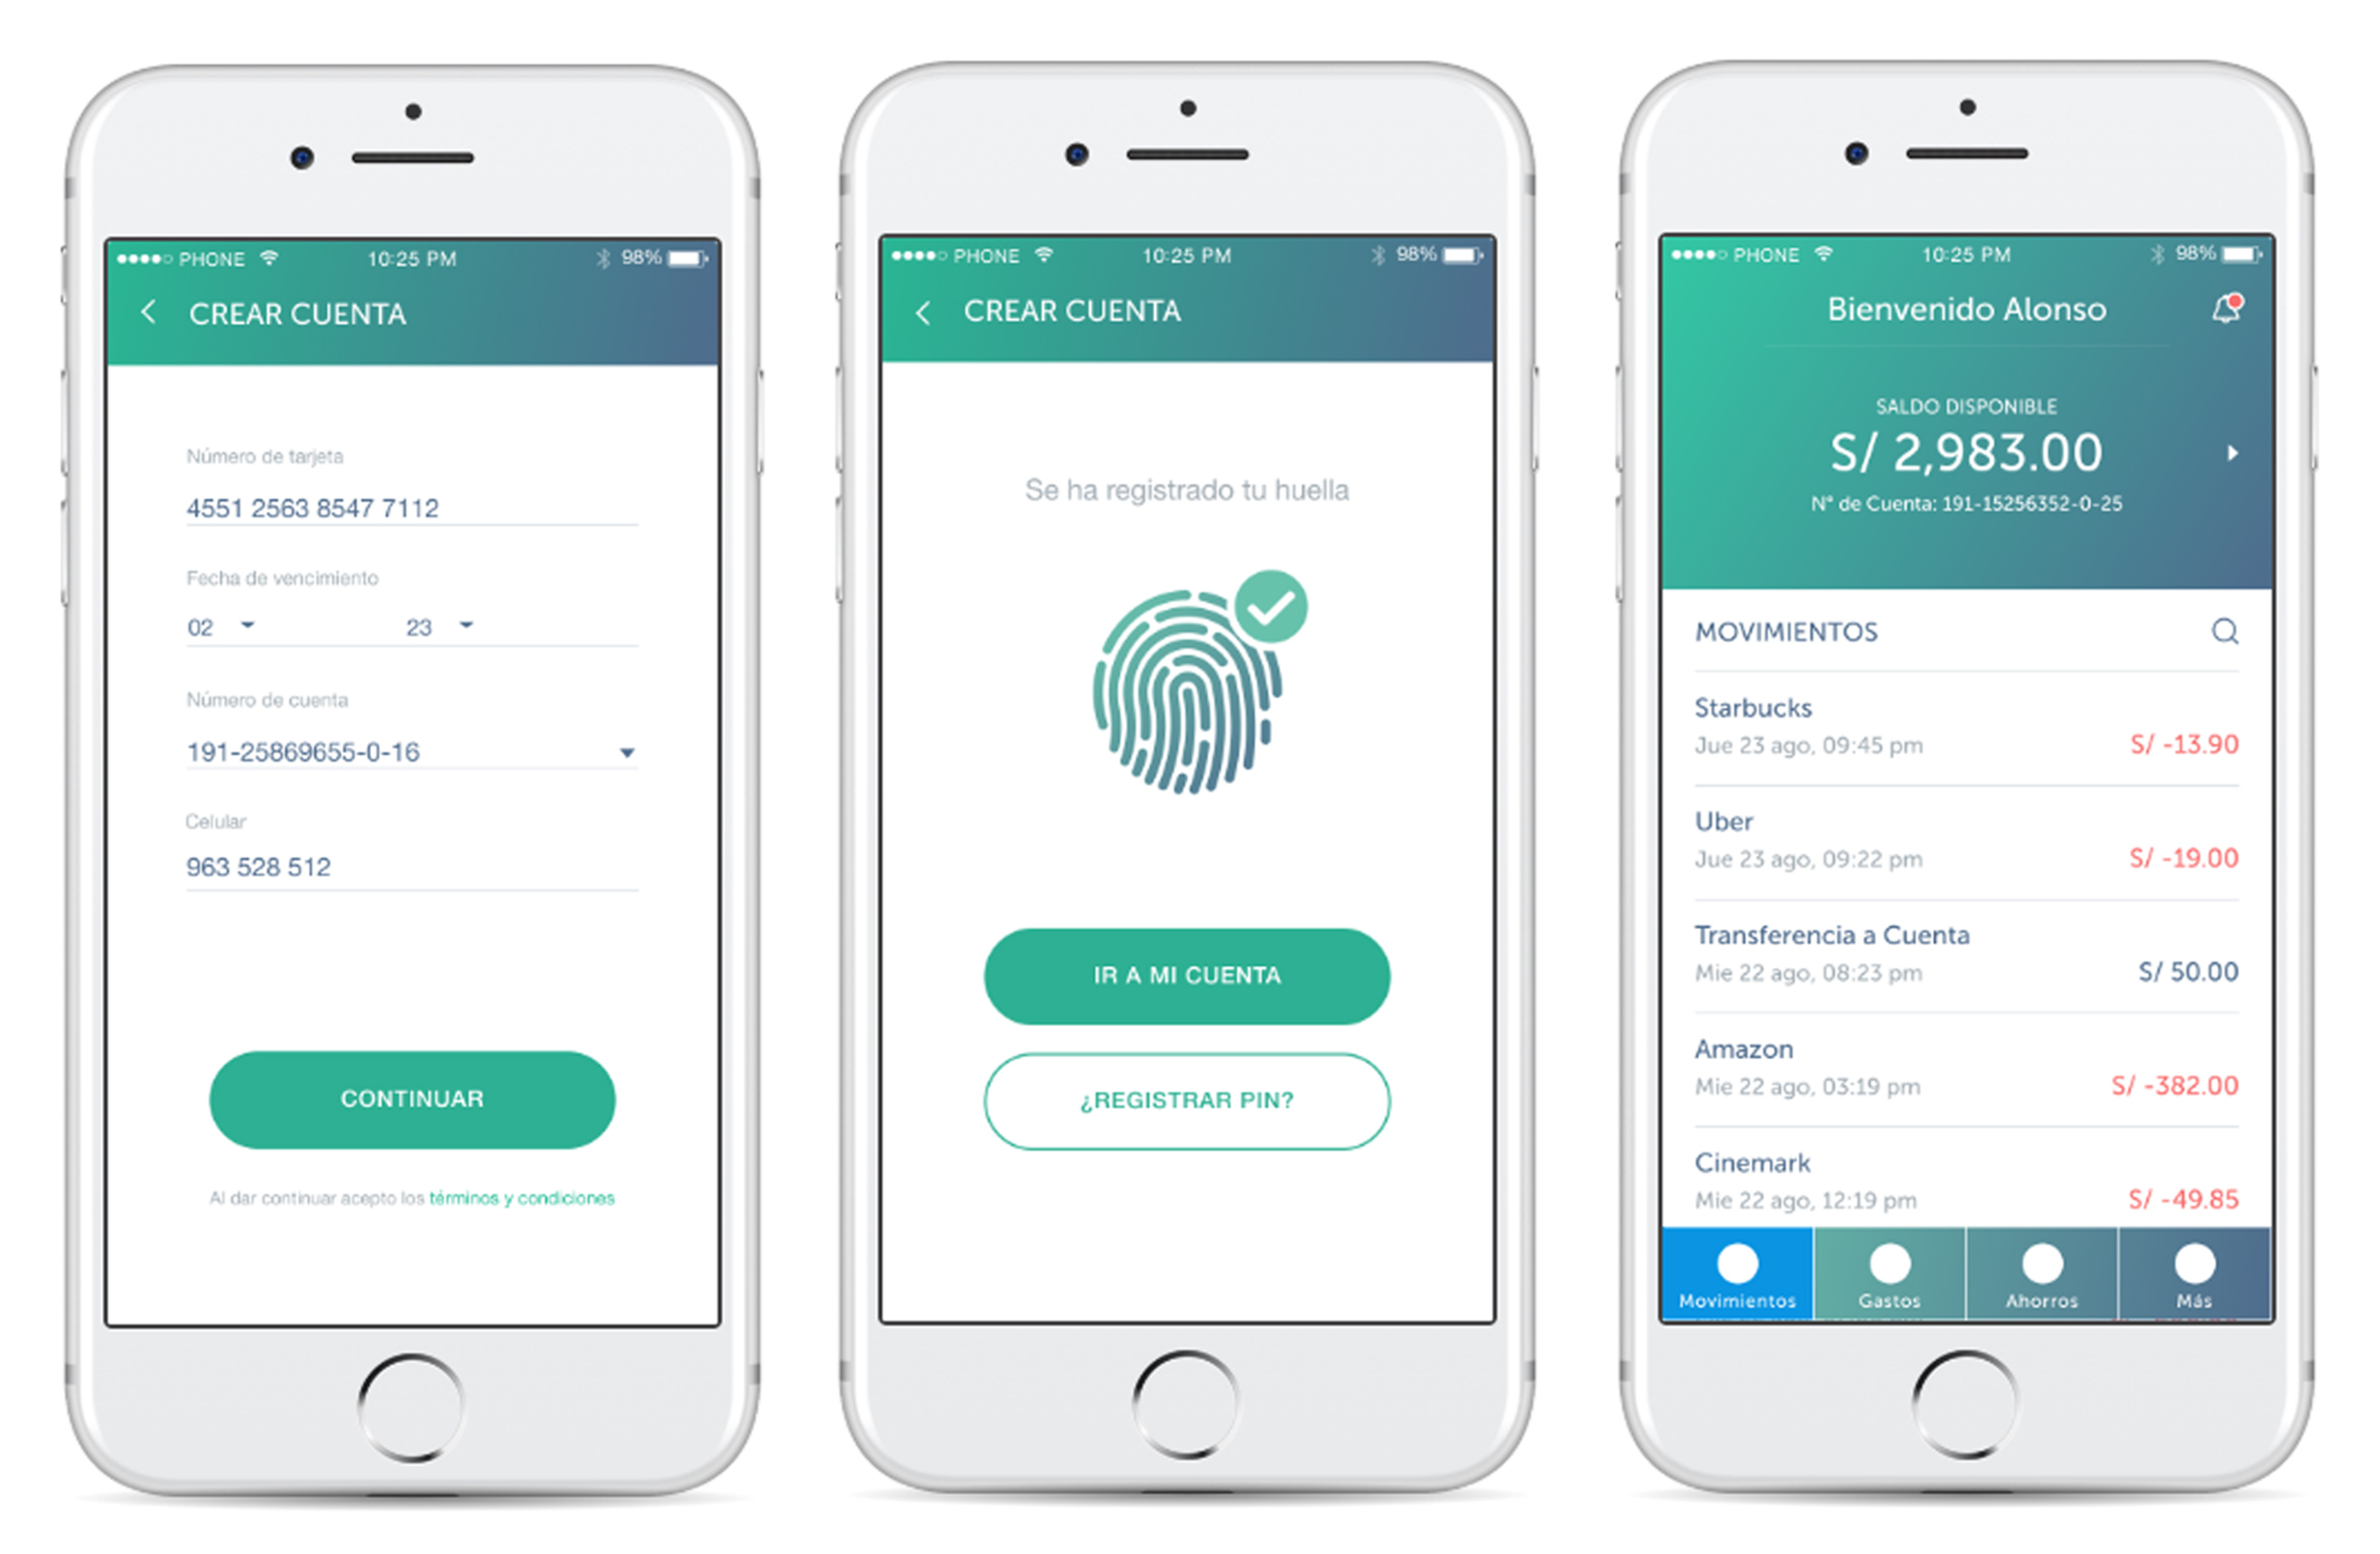 PHONE 10:25 PM 98%
CREAR CUENTA
Número de tarjeta
4551 2563 8547 7112
Fecha de vencimiento
02 23
Número de cuenta
191-25869655-0-16
Celular
963 528 512
CONTINUAR
Al dar continuar acepto los términos y condiciones
PHONE 10:25 PM 98%
CREAR CUENTA
Se ha registrado tu huella
IR A MI CUENTA
¿REGISTRAR PIN?
PHONE 10:25 PM 98%
Bienvenido Alonso
SALDO DISPONIBLE
S/ 2,983.00
N° de Cuenta: 191-15256352-0-25
MOVIMIENTOS
Starbucks
Jue 23 ago, 09:45 pm S/ -13.90
Uber
Jue 23 ago, 09:22 pm S/ -19.00
Transferencia a Cuenta
Mie 22 ago, 08:23 pm S/ 50.00
Amazon
Mie 22 ago, 03:19 pm S/ -382.00
Cinemark
Mie 22 ago, 12:19 pm S/ -49.85
Movimientos Gastos Ahorros Más